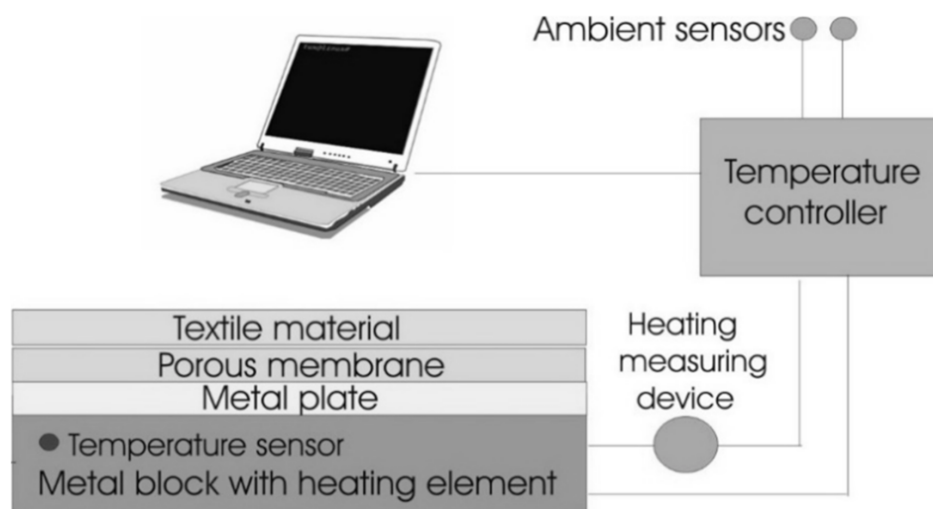 Ambient sensors
Temperature
controller
Textile material
Porous membrane
Metal plate
Temperature sensor
Metal block with heating element
Heating
measuring
device